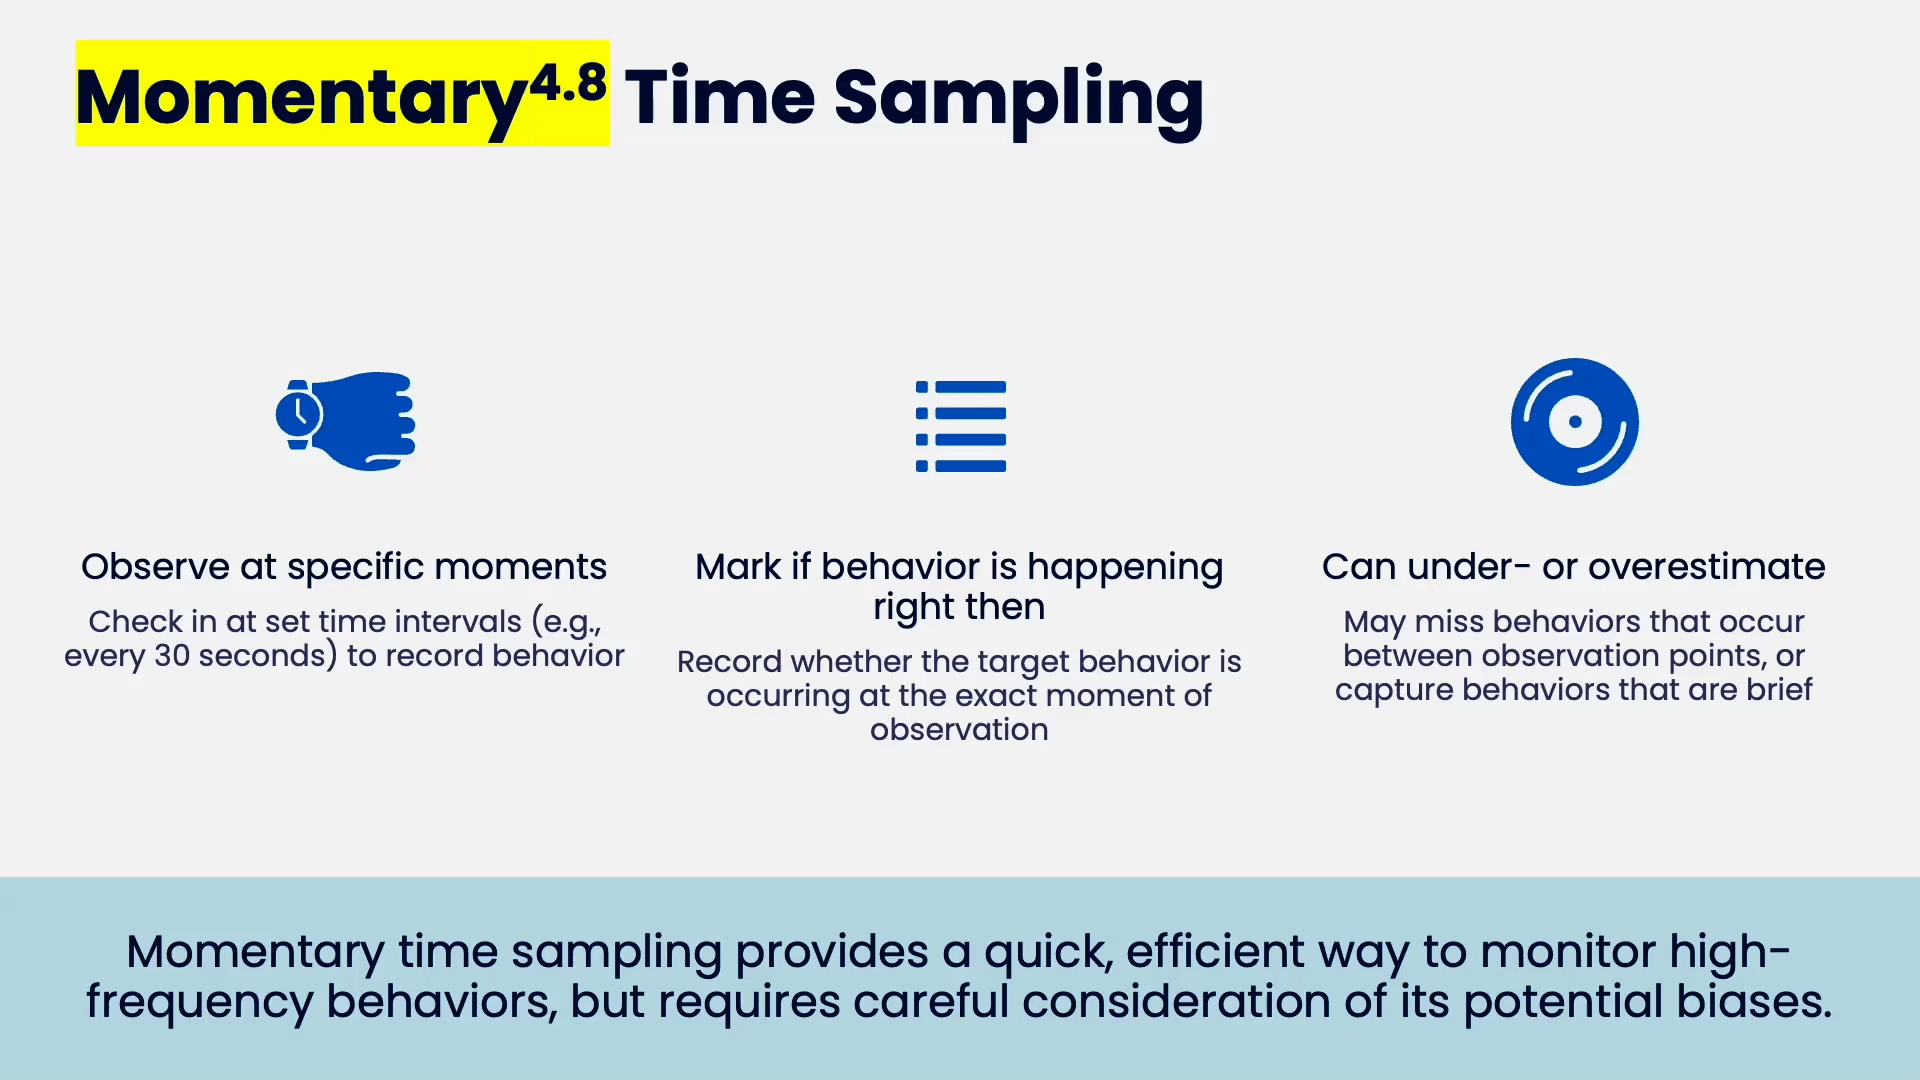 Momentary4.8 Time Sampling
Observe at specific moments
Check in at set time intervals (e.g.,
every 30 seconds) to record behavior
Mark if behavior is happening
right then
Record whether the target behavior is
occurring at the exact moment of
observation
Can under- or overestimate
May miss behaviors that occur
between observation points, or
capture behaviors that are brief
Momentary time sampling provides a quick, efficient way to monitor high-
frequency behaviors, but requires careful consideration of its potential biases.